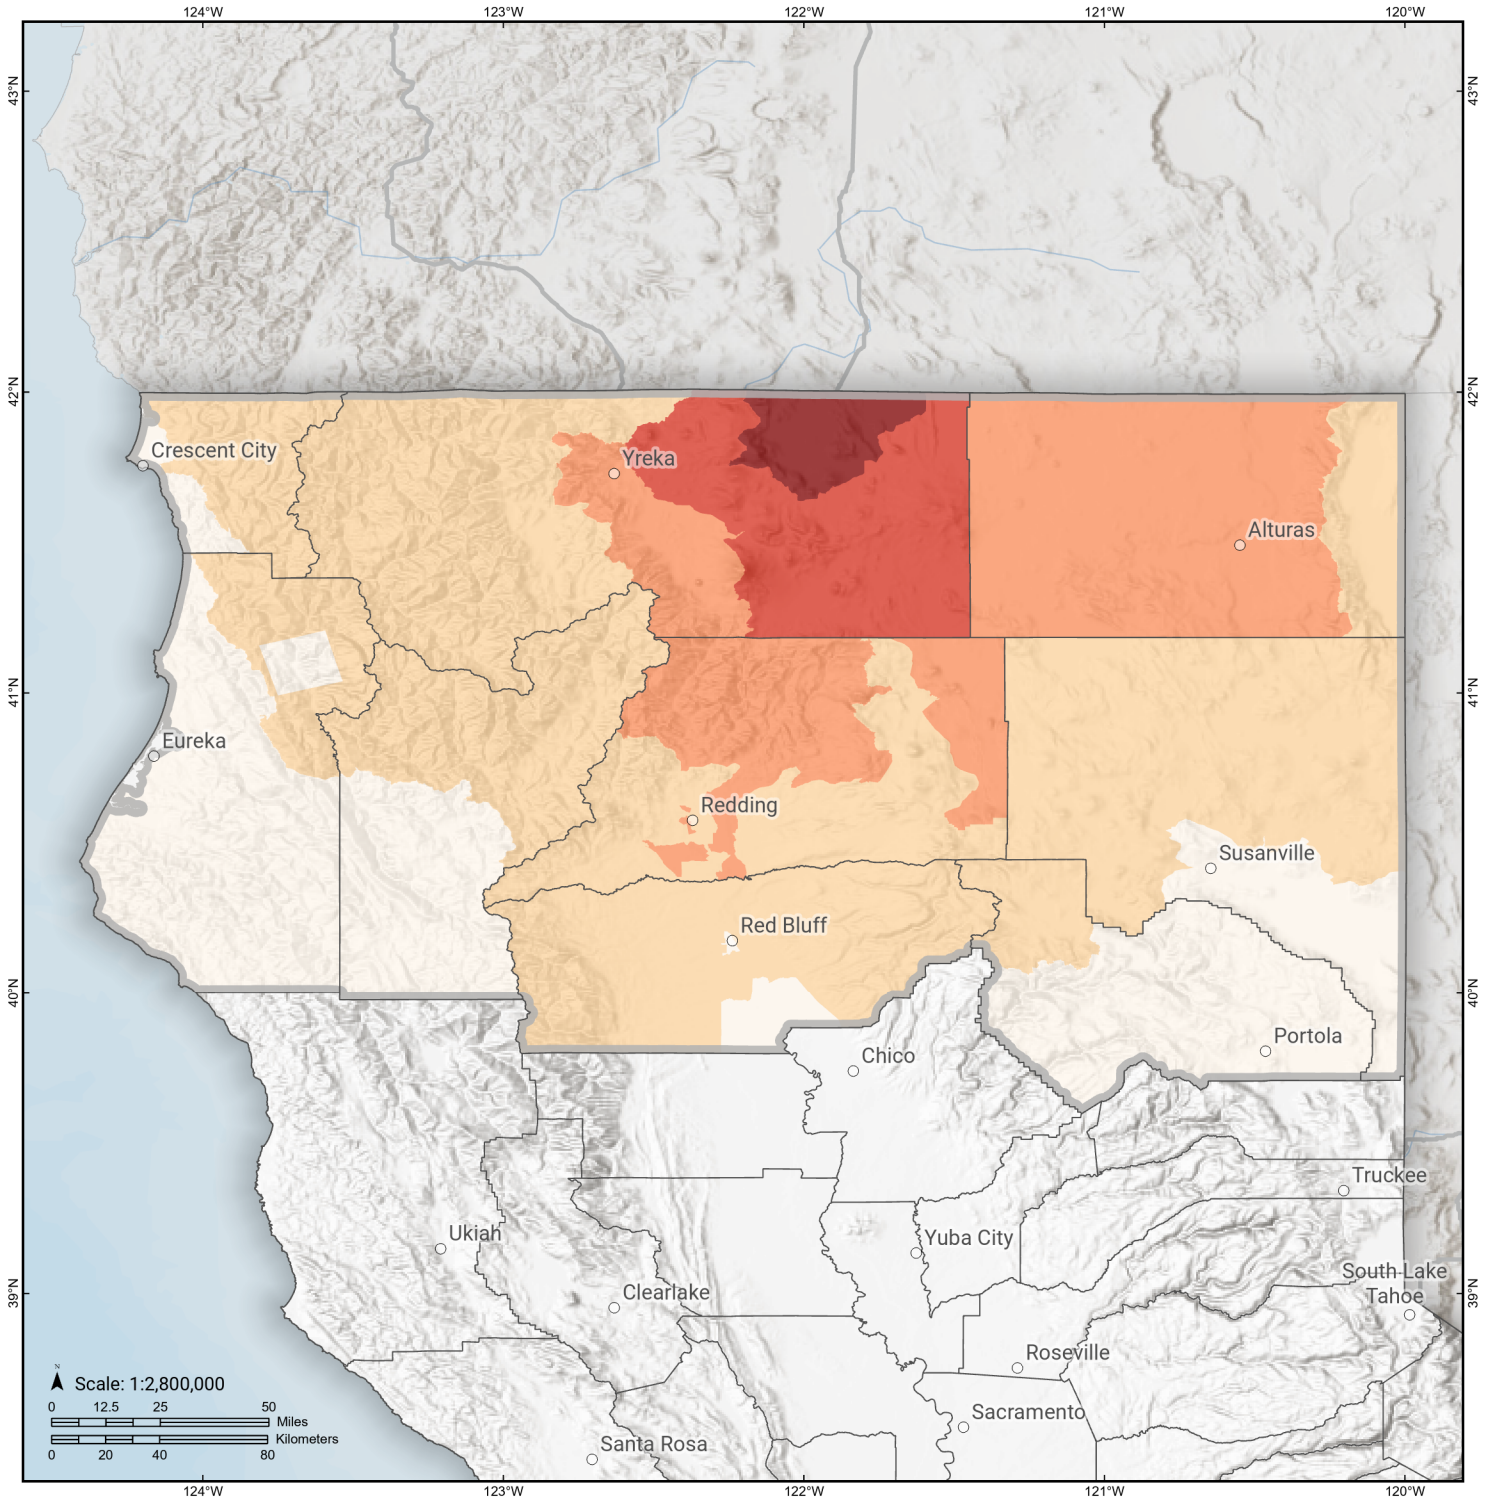 124°W 123°W 122°W 121°W 120°W
43°N 43°N
42°N 42°N
Crescent City
Yreka
Alturas
41°N 41°N
Eureka
Redding
Susanville
Red Bluff
40°N 40°N
Portola
Chico
Truckee
Ukiah
Yuba City
South Lake
Tahoe
Clearlake
39°N 39°N
Roseville
N
Scale: 1:2,800,000
0 12.5 25 50
Miles
Kilometers
0 20 40 80
Sacramento
Santa Rosa
124°W 123°W 122°W 121°W 120°W